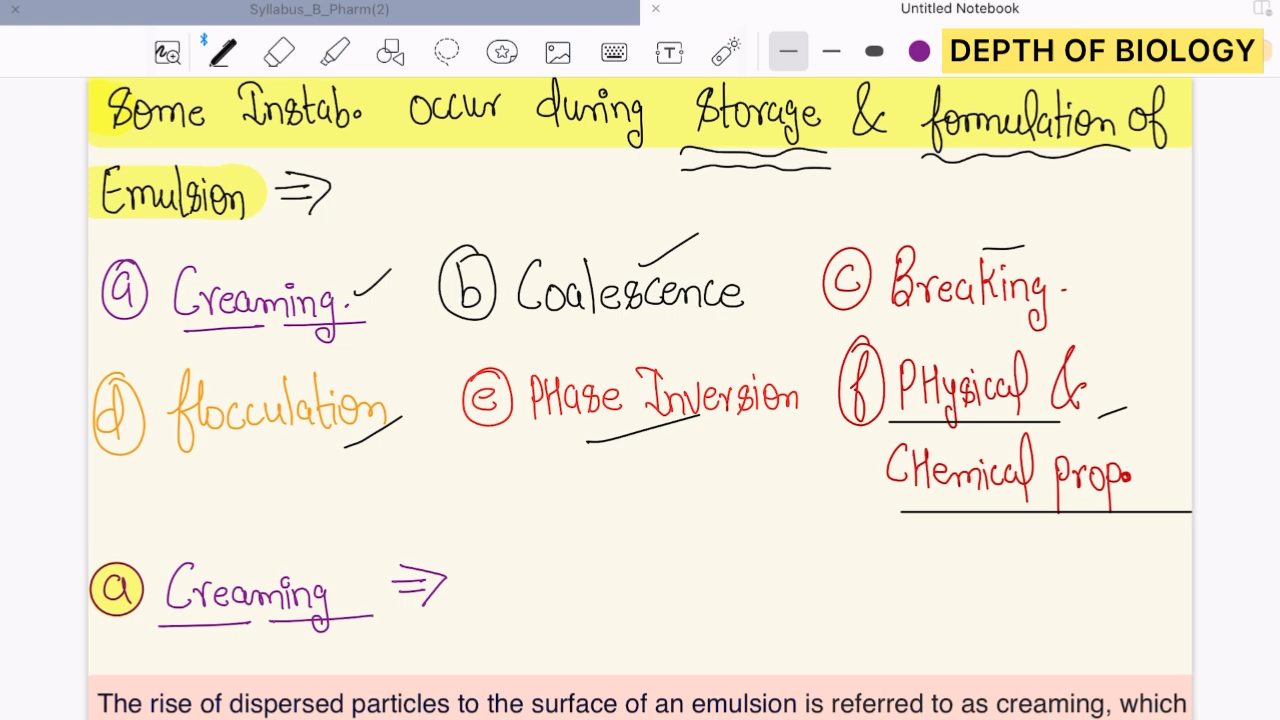 Syllabus_B_Pharm(2)
Untitled Notebook
DEPTH OF BIOLOGY
Some Instab. occur during storage & formulation of
Emulsion ⇒
(a) Creaming. (b) Coalescence (c) Breaking.
(d) flocculation (e) PHase Inversion (f) PHysical &
CHemical prop.
(a) Creaming ⇒
The rise of dispersed particles to the surface of an emulsion is referred to as creaming, which